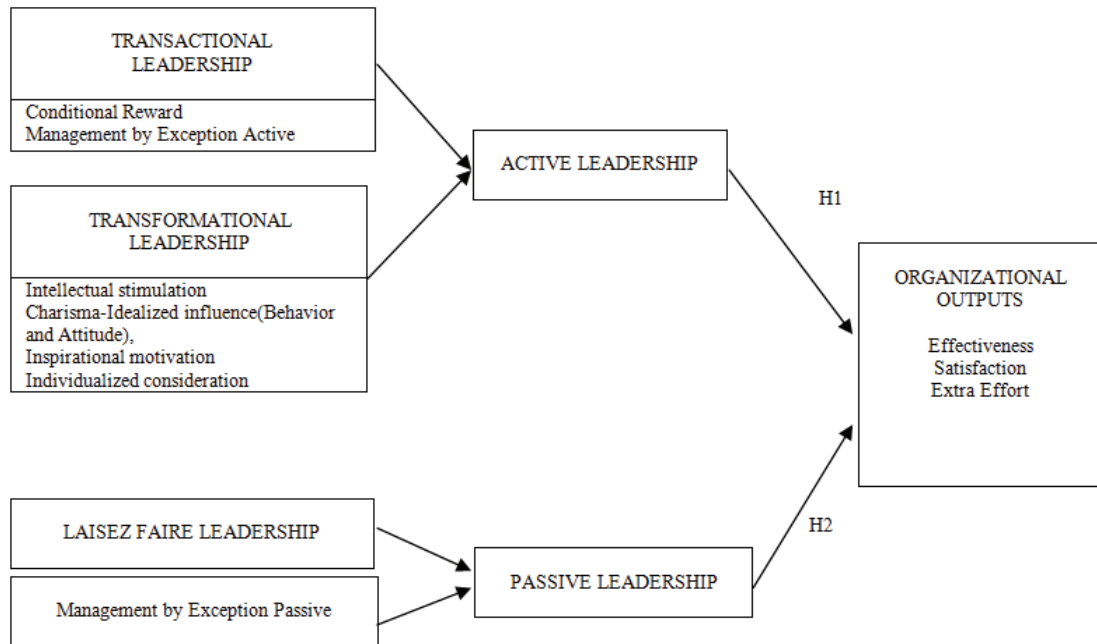 TRANSACTIONAL
LEADERSHIP
Conditional Reward
Management by Exception Active
TRANSFORMATIONAL
LEADERSHIP
Intellectual stimulation
Charisma-Idealized influence(Behavior
and Attitude),
Inspirational motivation
Individualized consideration
LAISEZ FAIRE LEADERSHIP
Management by Exception Passive
ACTIVE LEADERSHIP
PASSIVE LEADERSHIP
H1
H2
ORGANIZATIONAL
OUTPUTS
Effectiveness
Satisfaction
Extra Effort